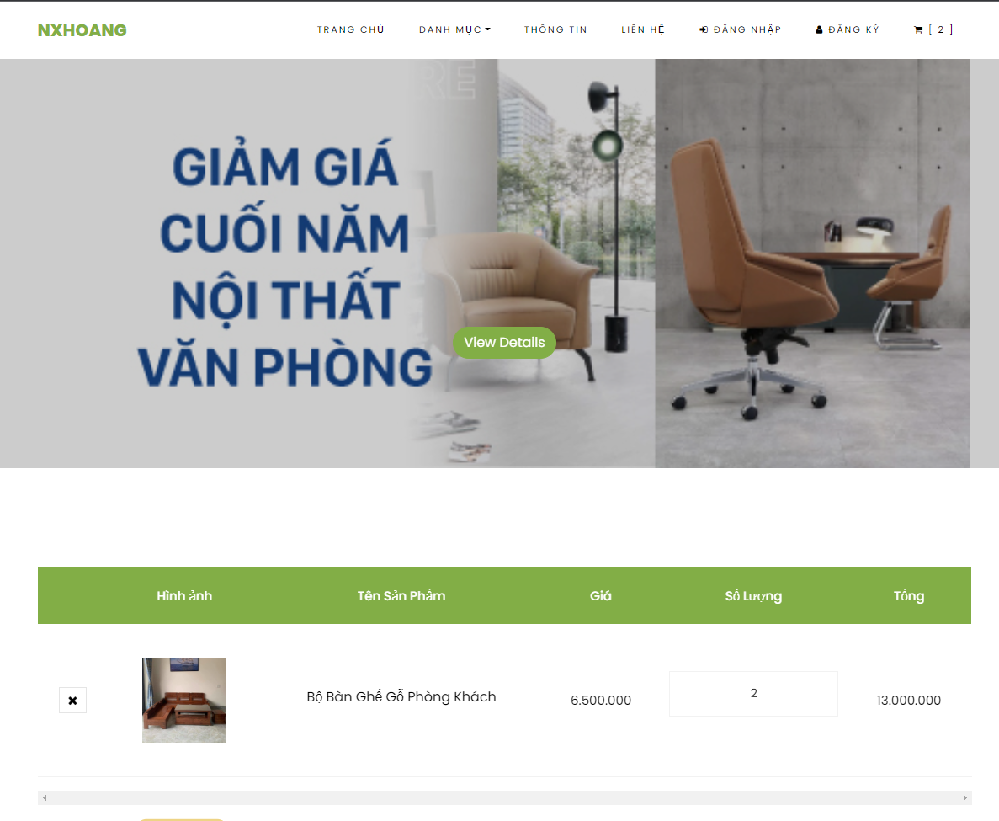 NXHOANG
TRANG CHỦ
DANH MỤC
THÔNG TIN
LIÊN HỆ
ĐĂNG NHẬP
ĐĂNG KÝ
[ 2 ]
RE
GIẢM GIÁ
CUỐI NĂM
NỘI THẤT
VĂN PHÒNG
View Details
Hình ảnh
Tên Sản Phẩm
Giá
Số Lượng
Tổng
Bộ Bàn Ghế Gỗ Phòng Khách
6.500.000
2
13.000.000